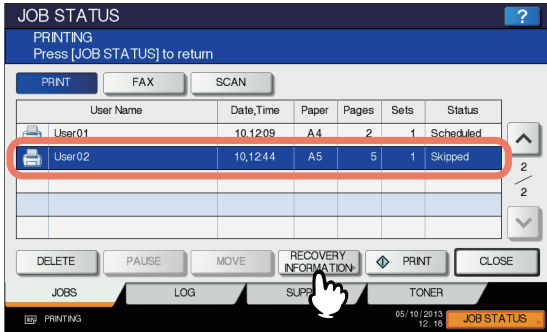 JOB STATUS ?
PRINTING
Press [JOB STATUS] to return
PRINT FAX SCAN
User Name Date,Time Paper Pages Sets Status
User01 10,12:09 A4 2 1 Scheduled
User02 10,12:44 A5 5 1 Skipped
2
2
DELETE PAUSE MOVE RECOVERY INFORMATION PRINT CLOSE
JOBS LOG TONER
PRINTING
05/10/2013
12:18
JOB STATUS